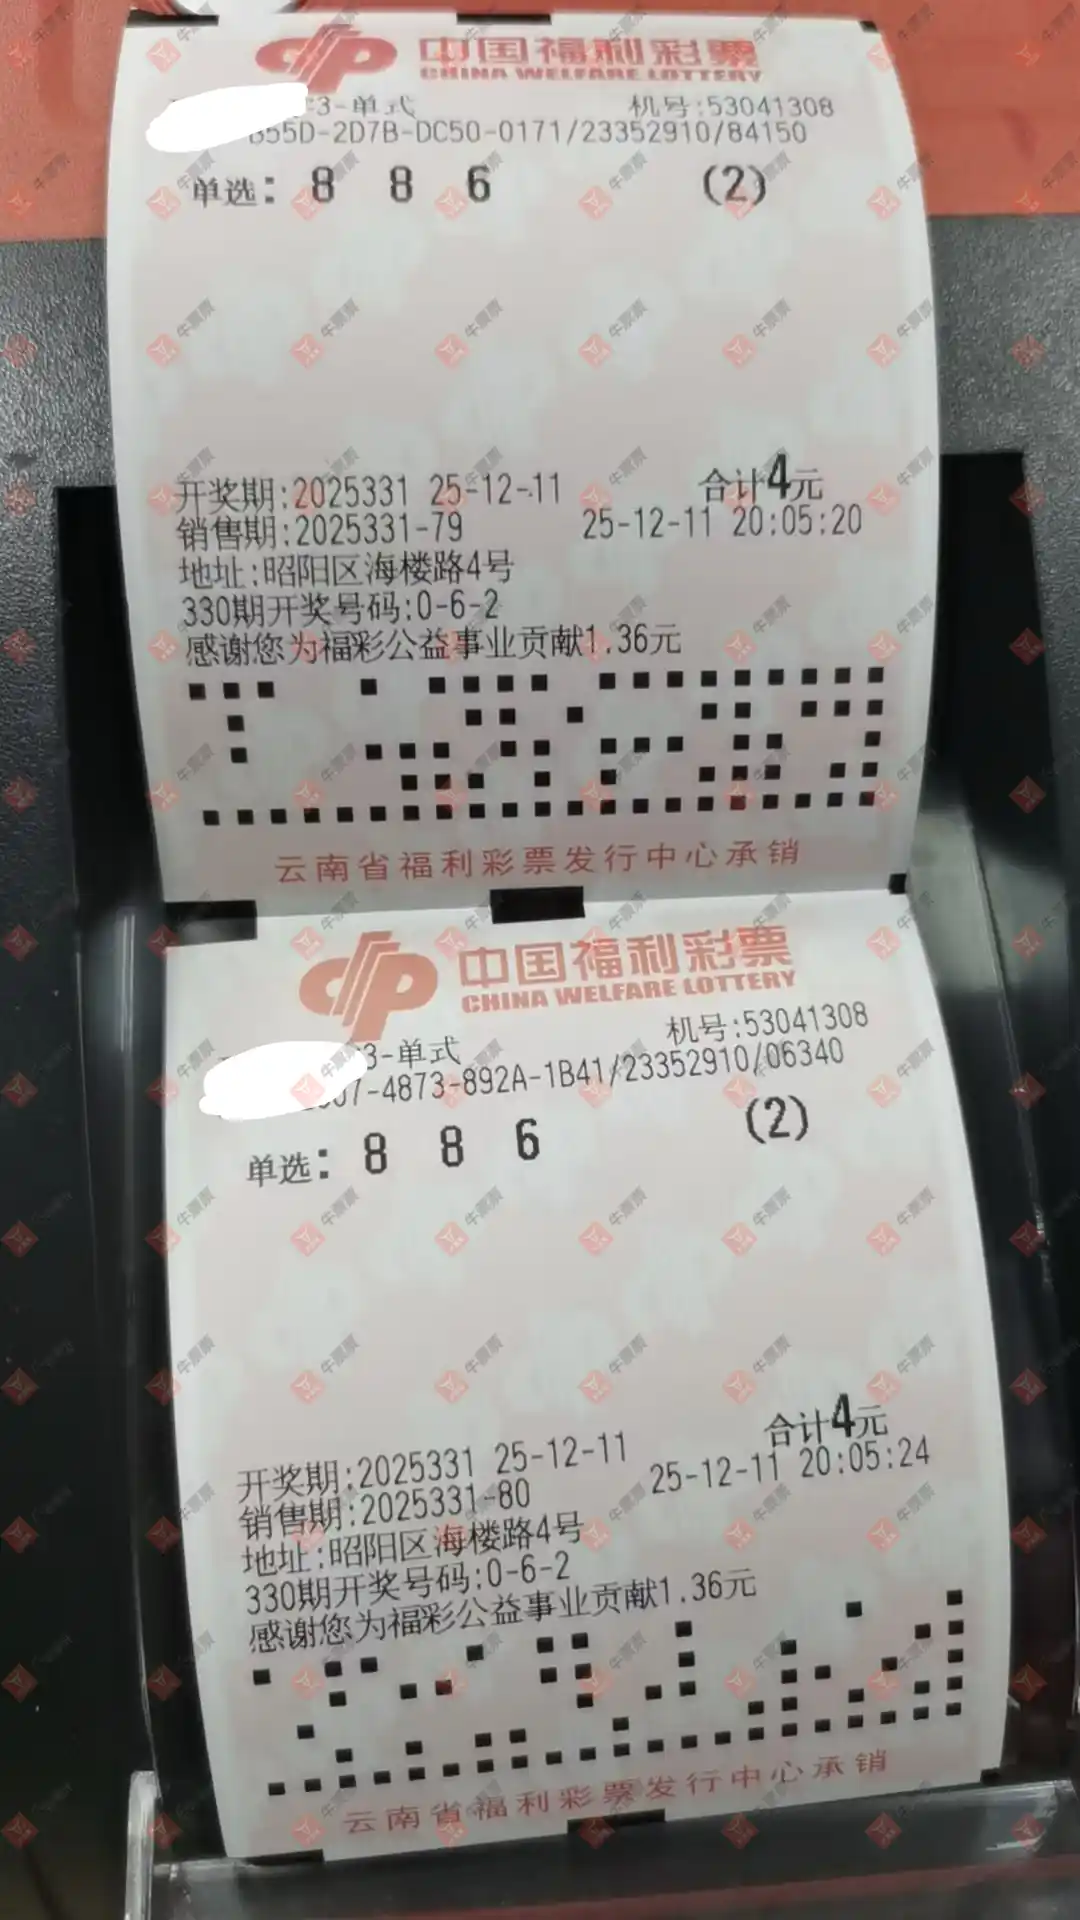 中国福利彩票
CHINA WELFARE LOTTERY
3-单式 机号:53041308
B55D-2D7B-DC50-0171/23352910/84150
单选: 8 8 6 (2)
开奖期:2025331 25-12-11 合计4元
销售期:2025331-79 25-12-11 20:05:20
地址:昭阳区海楼路4号
330期开奖号码:0-6-2
感谢您为福彩公益事业贡献1.36元
云南省福利彩票发行中心承销
中国福利彩票
CHINA WELFARE LOTTERY
3-单式 机号:53041308
7-4873-892A-1B41/23352910/06340
单选: 8 8 6 (2)
开奖期:2025331 25-12-11 合计4元
销售期:2025331-80 25-12-11 20:05:24
地址:昭阳区海楼路4号
330期开奖号码:0-6-2
感谢您为福彩公益事业贡献1.36元
云南省福利彩票发行中心承销
牛票票